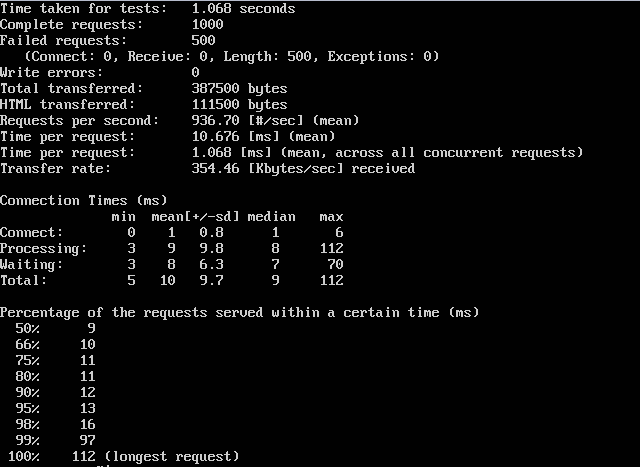 Time taken for tests:   1.068 seconds
Complete requests:      1000
Failed requests:        500
   (Connect: 0, Receive: 0, Length: 500, Exceptions: 0)
Write errors:           0
Total transferred:      387500 bytes
HTML transferred:       111500 bytes
Requests per second:    936.70 [#/sec] (mean)
Time per request:       10.676 [ms] (mean)
Time per request:       1.068 [ms] (mean, across all concurrent requests)
Transfer rate:          354.46 [Kbytes/sec] received

Connection Times (ms)
              min  mean[+/-sd] median   max
Connect:        0    1   0.8      1       6
Processing:     3    9   9.8      8     112
Waiting:        3    8   6.3      7      70
Total:          5   10   9.7      9     112

Percentage of the requests served within a certain time (ms)
  50%      9
  66%     10
  75%     11
  80%     11
  90%     12
  95%     13
  98%     16
  99%     97
 100%    112 (longest request)